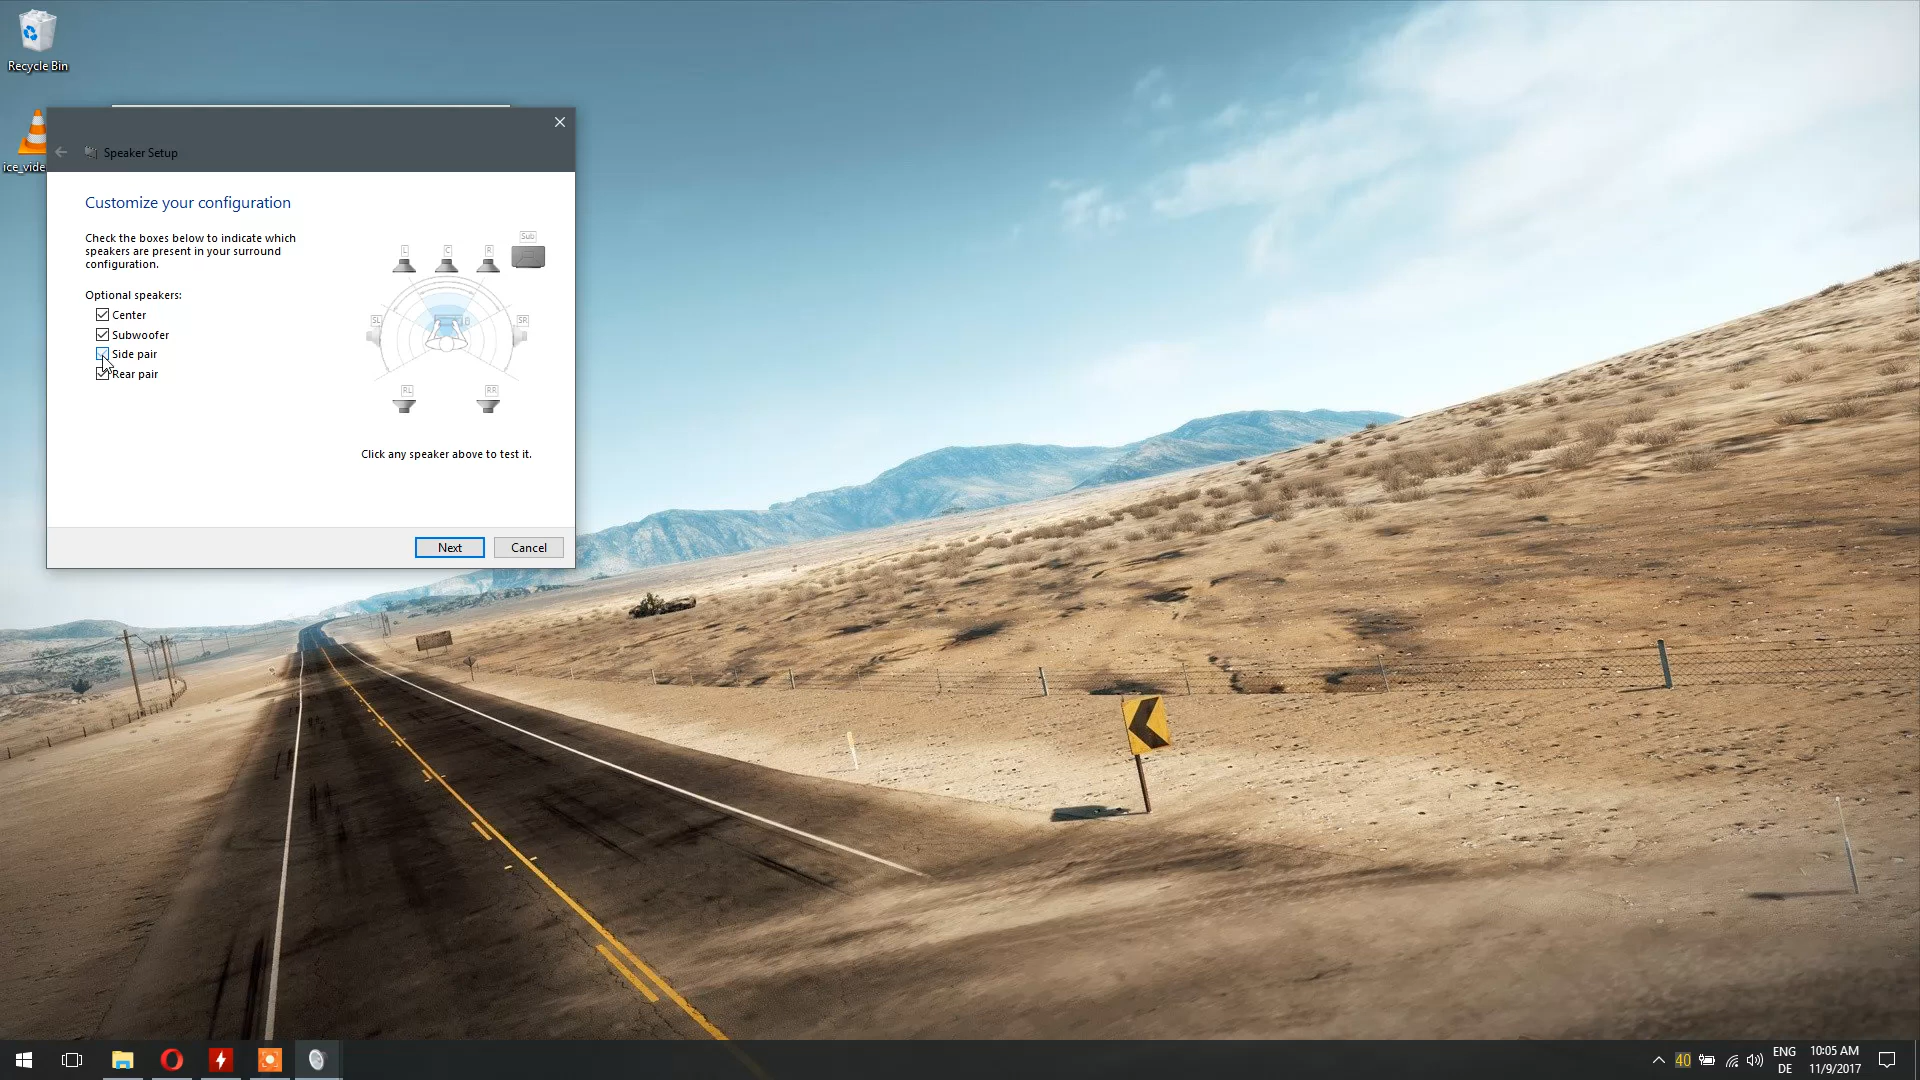 Recycle Bin
ice_vide
Speaker Setup
Customize your configuration
Check the boxes below to indicate which
speakers are present in your surround
configuration.
Optional speakers:
Center
Subwoofer
Side pair
Rear pair
L
C
R
Sub
SL
SR
RL
RR
Click any speaker above to test it.
Next
Cancel
40
ENG
DE
10:05 AM
11/9/2017